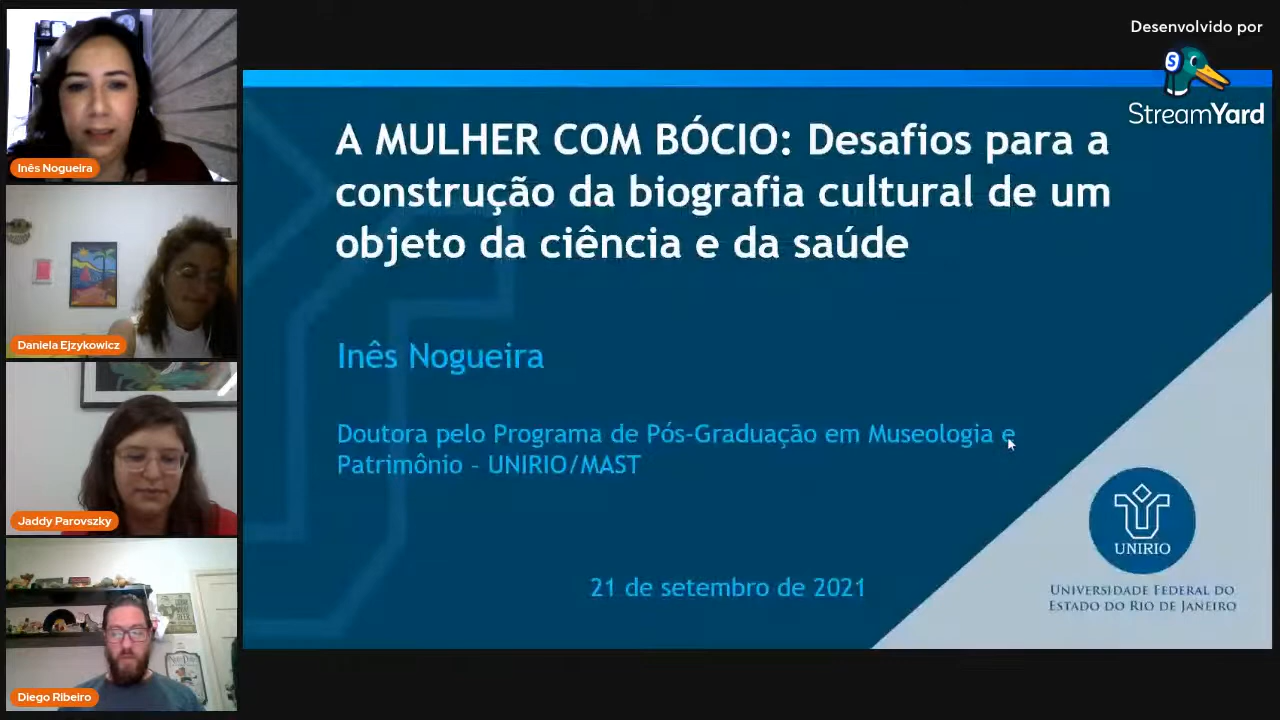 Desenvolvido por
StreamYard
A MULHER COM BÓCIO: Desafios para a
construção da biografia cultural de um
objeto da ciência e da saúde
Inês Nogueira
Doutora pelo Programa de Pós-Graduação em Museologia e
Patrimônio - UNIRIO/MAST
21 de setembro de 2021
UNIRIO
UNIVERSIDADE FEDERAL DO
ESTADO DO RIO DE JANEIRO
Inês Nogueira
Daniela Ejzykowicz
Jaddy Parovszky
Diego Ribeiro